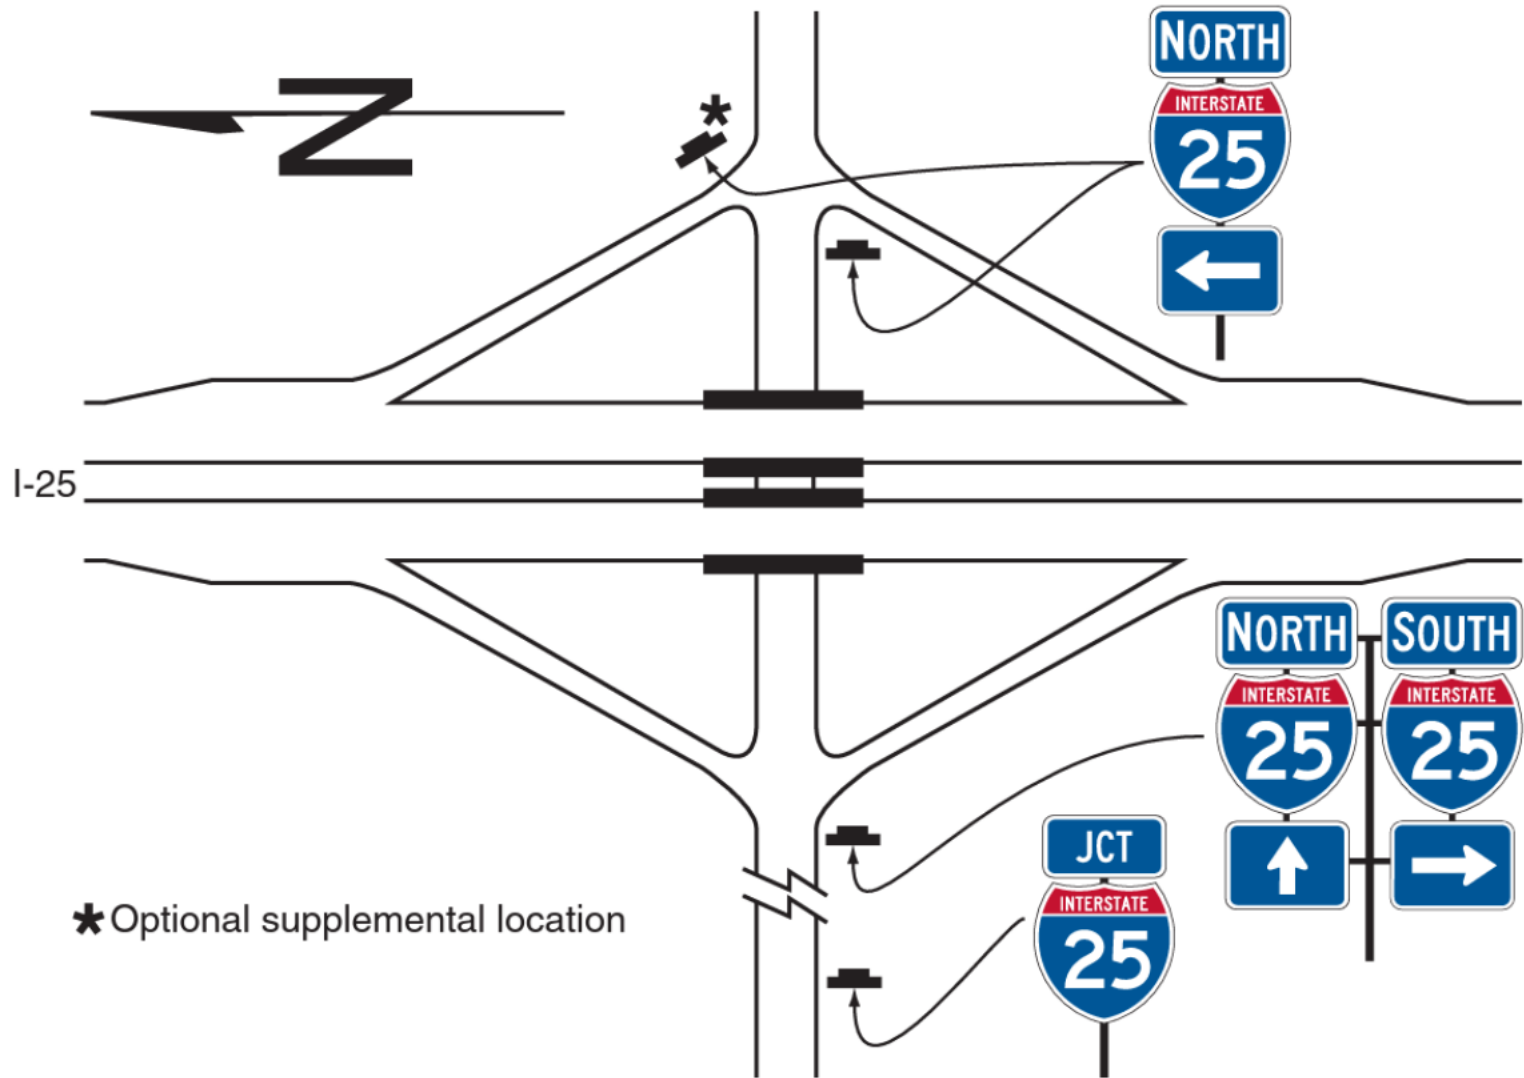 N
*
NORTH
INTERSTATE
25
I-25
NORTH
INTERSTATE
25
SOUTH
INTERSTATE
25
JCT
INTERSTATE
25
* Optional supplemental location